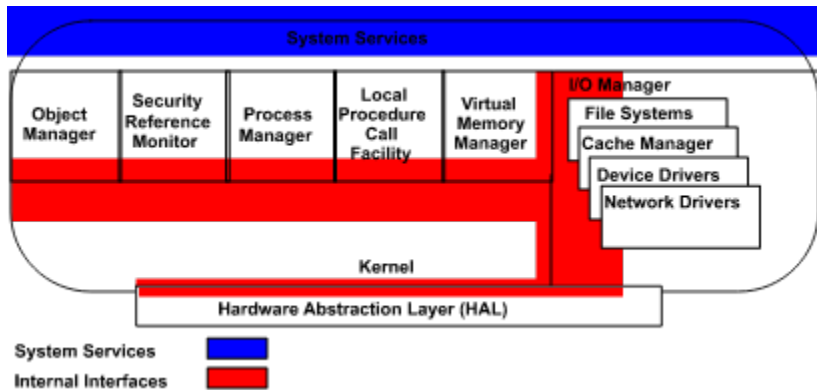 System Services
Object
Manager
Security
Reference
Monitor
Process
Manager
Local
Procedure
Call
Facility
Virtual
Memory
Manager
I/O Manager
File Systems
Cache Manager
Device Drivers
Network Drivers
Kernel
Hardware Abstraction Layer (HAL)
System Services
Internal Interfaces